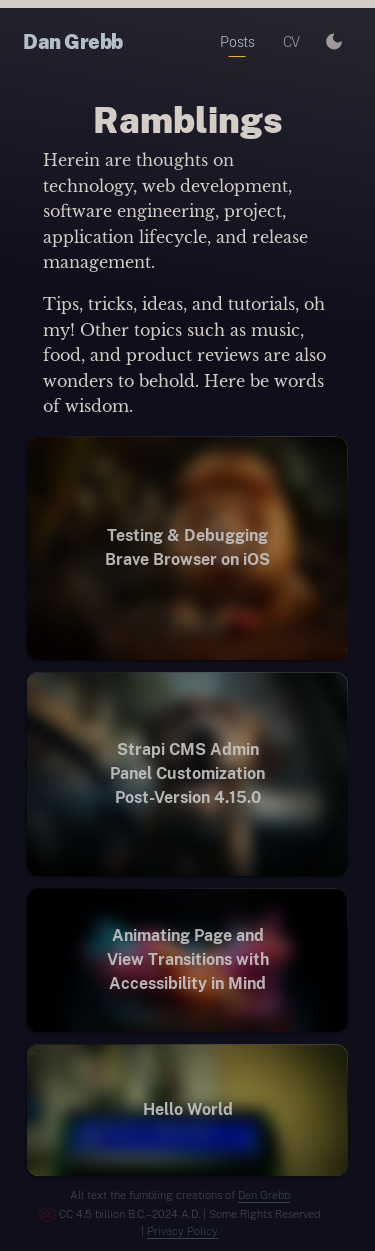 Dan Grebb
Posts CV
Ramblings
Herein are thoughts on
technology, web development,
software engineering, project,
application lifecycle, and release
management.
Tips, tricks, ideas, and tutorials, oh
my! Other topics such as music,
food, and product reviews are also
wonders to behold. Here be words
of wisdom.
Testing & Debugging
Brave Browser on iOS
Strapi CMS Admin
Panel Customization
Post-Version 4.15.0
Animating Page and
View Transitions with
Accessibility in Mind
Hello World
All text the fumbling creations of Dan Grebb
CC 4.5 billion B.C.–2024 A.D. | Some Rights Reserved
| Privacy Policy